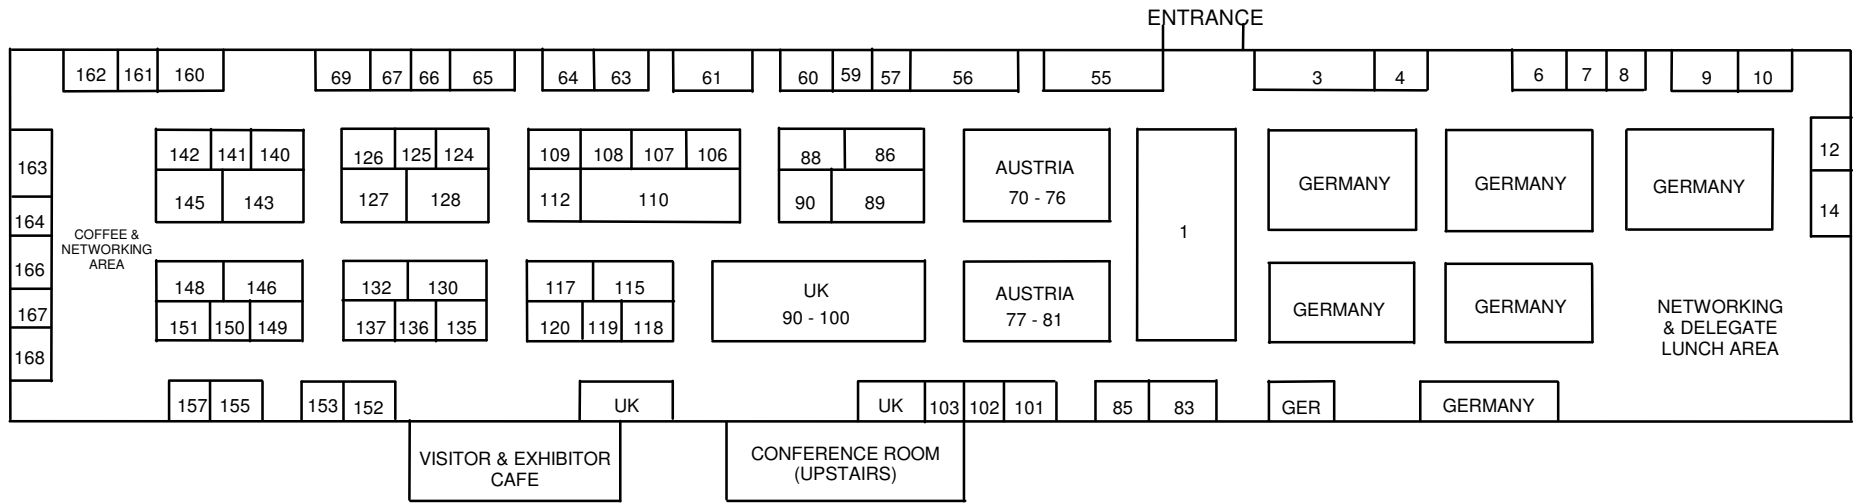 ENTRANCE
162 161 160 69 67 66 65 64 63 61 60 59 57 56 55 3 4 6 7 8 9 10
163 142 141 140 126 125 124 109 108 107 106 88 86 AUSTRIA 70 - 76 GERMANY GERMANY GERMANY 12
164 145 143 127 128 112 110 90 89 1 14
COFFEE &
NETWORKING
AREA
166 148 146 132 130 117 115 UK 90 - 100 AUSTRIA 77 - 81 GERMANY GERMANY
167 151 150 149 137 136 135 120 119 118
168
NETWORKING
& DELEGATE
LUNCH AREA
157 155 153 152 UK UK 103 102 101 85 83 GER GERMANY
VISITOR & EXHIBITOR
CAFE
CONFERENCE ROOM
(UPSTAIRS)